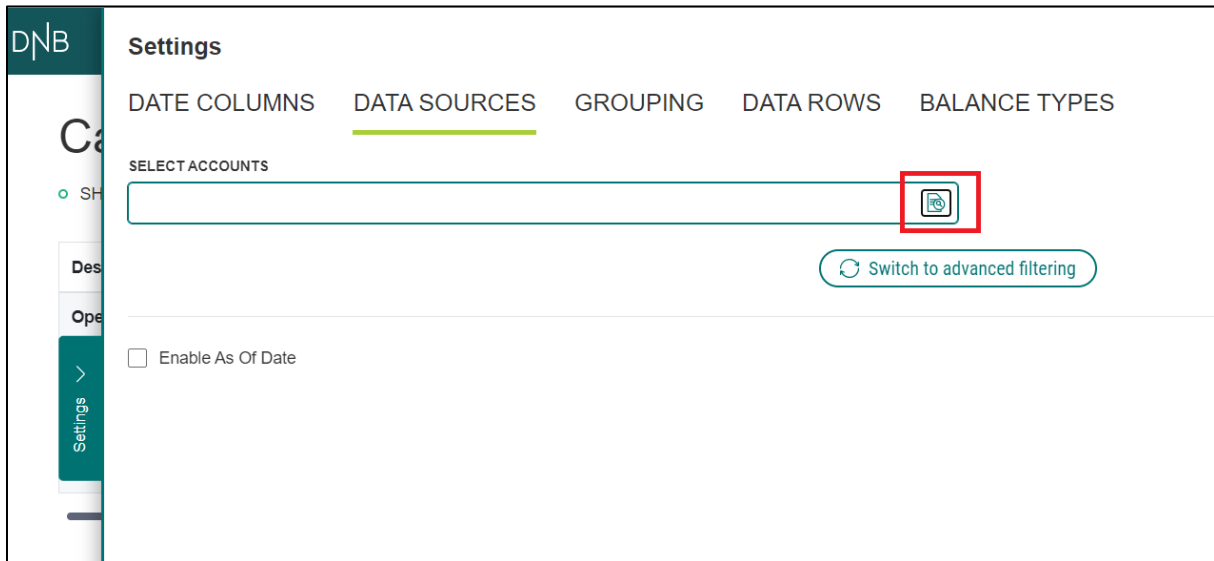 DNB
Settings
DATE COLUMNS DATA SOURCES GROUPING DATA ROWS BALANCE TYPES
Ca
SELECT ACCOUNTS
SH
Des
Switch to advanced filtering
Ope
Enable As Of Date
Settings